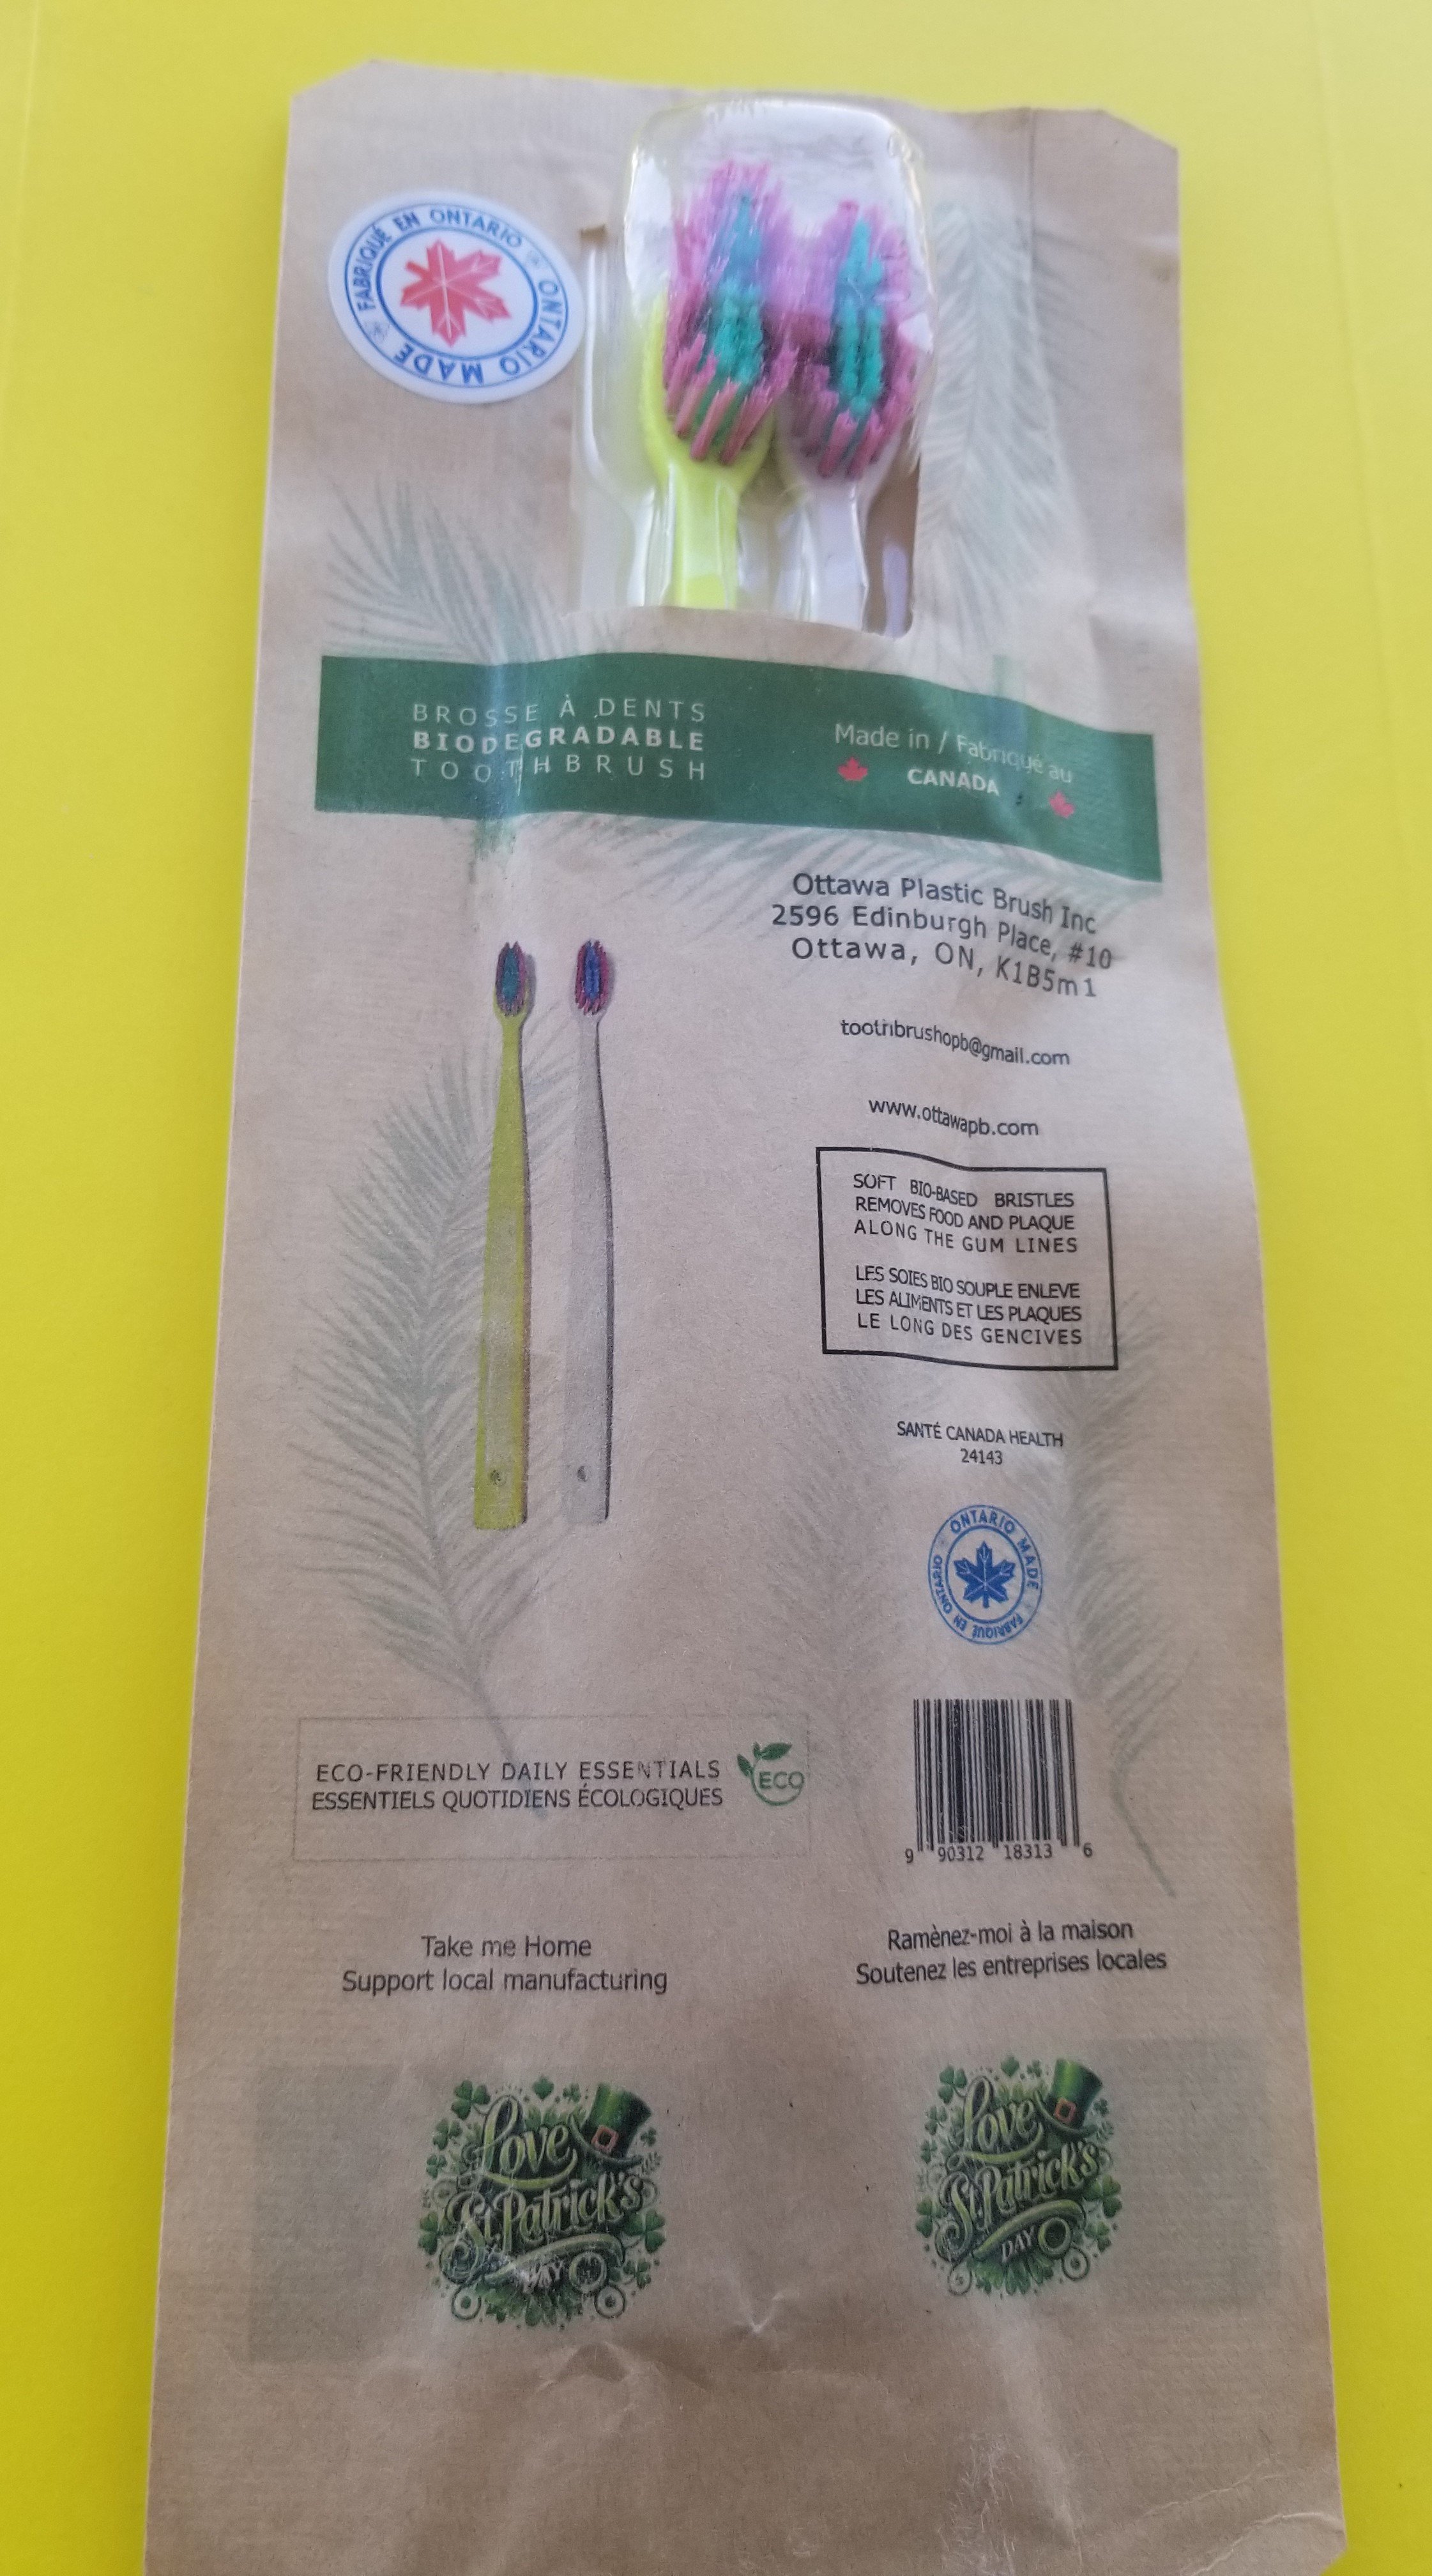 FABRIQUÉ EN ONTARIO
ONTARIO MADE
BROSSE À DENTS
BIODEGRADABLE
TOOTHBRUSH
Made in / Fabriqué au
CANADA
Ottawa Plastic Brush Inc
2596 Edinburgh Place, #10
Ottawa, ON, K1B5m1
toothbrushopb@gmail.com
www.ottawapb.com
SOFT BIO-BASED BRISTLES
REMOVES FOOD AND PLAQUE
ALONG THE GUM LINES
LES SOIES BIO SOUPLE ENLEVE
LES ALIMENTS ET LES PLAQUES
LE LONG DES GENCIVES
SANTÉ CANADA HEALTH
24143
ONTARIO MADE
FABRIQUÉ EN ONTARIO
ECO-FRIENDLY DAILY ESSENTIALS
ESSENTIELS QUOTIDIENS ÉCOLOGIQUES
ECO
9 90312 18313 6
Take me Home
Support local manufacturing
Ramènez-moi à la maison
Soutenez les entreprises locales
Love
St. Patrick's
DAY
Love
St. Patrick's
DAY